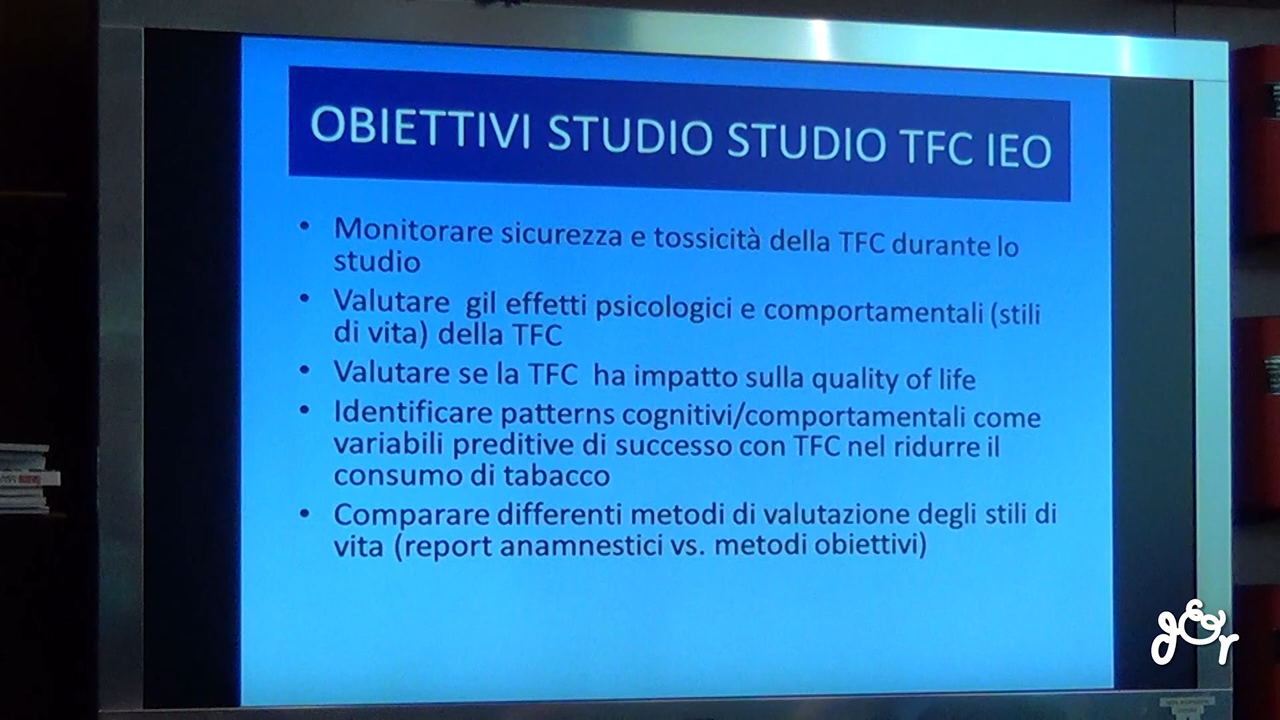 OBIETTIVI STUDIO STUDIO TFC IEO
• Monitorare sicurezza e tossicità della TFC durante lo
studio
• Valutare gil effetti psicologici e comportamentali (stili
di vita) della TFC
• Valutare se la TFC ha impatto sulla quality of life
• Identificare patterns cognitivi/comportamentali come
variabili preditive di successo con TFC nel ridurre il
consumo di tabacco
• Comparare differenti metodi di valutazione degli stili di
vita (report anamnestici vs. metodi obiettivi)